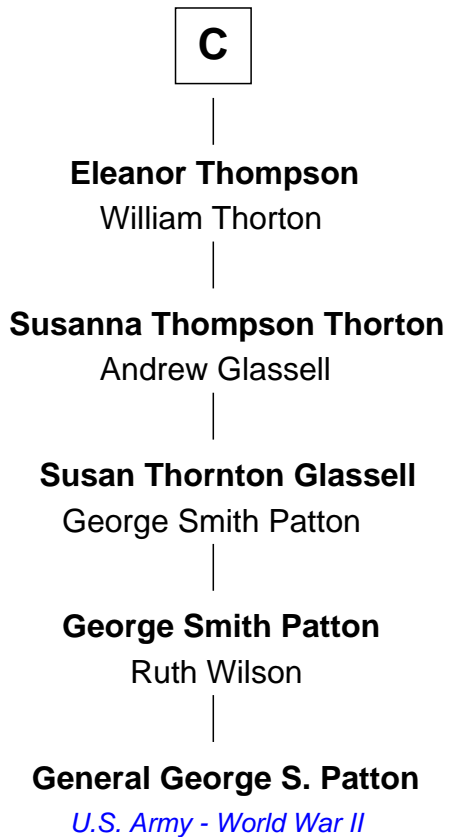 C
Eleanor Thompson
William Thorton
Susanna Thompson Thorton
Andrew Glassell
Susan Thornton Glassell
George Smith Patton
George Smith Patton
Ruth Wilson
General George S. Patton
U.S. Army - World War II